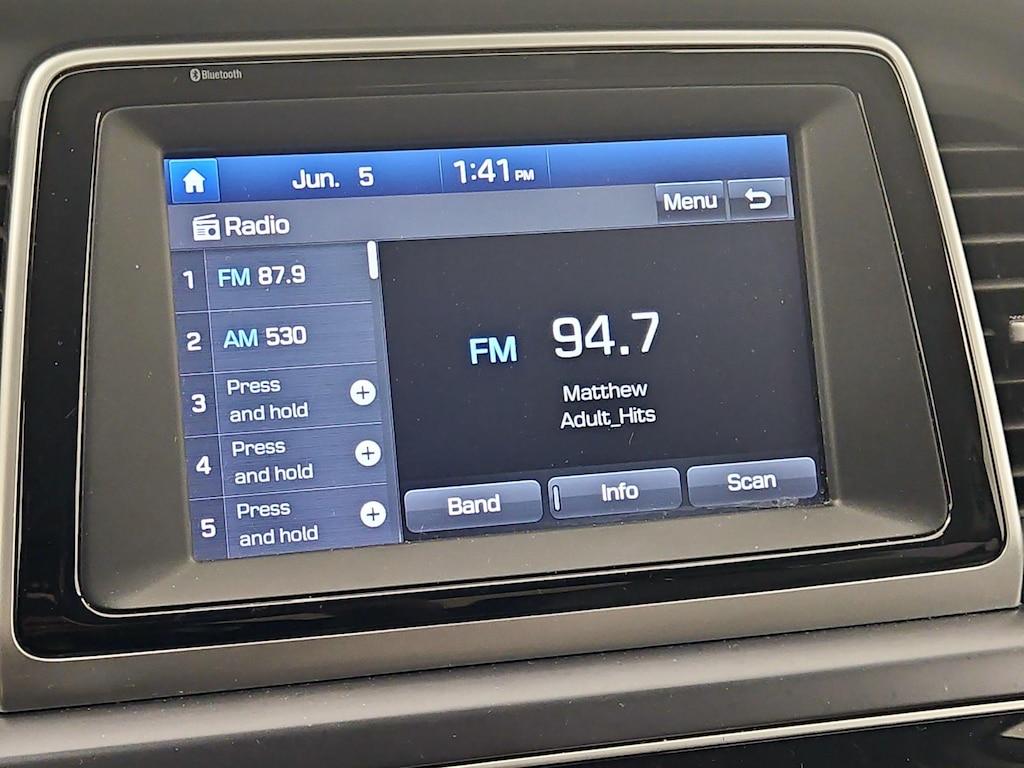 Bluetooth
Jun. 5 1:41 PM
Radio Menu
1 FM 87.9
2 AM 530
3 Press
and hold
4 Press
and hold
5 Press
and hold
FM 94.7
Matthew
Adult_Hits
Band Info Scan